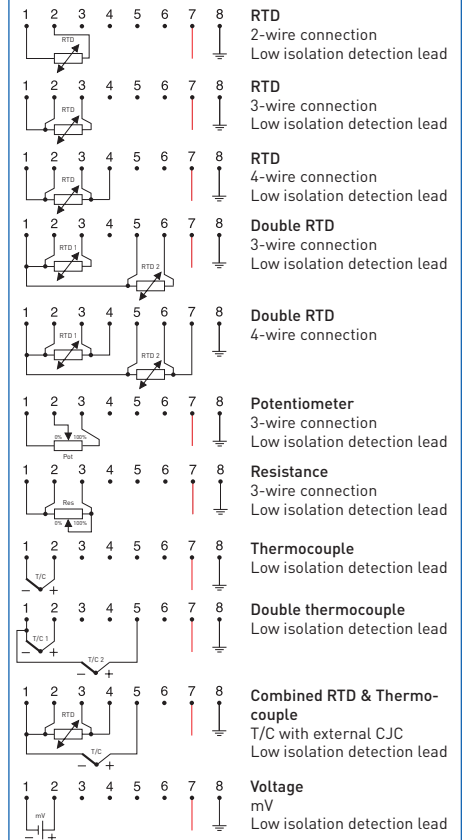 1 2 3 4 5 6 7 8
RTD
RTD
2-wire connection
Low isolation detection lead
1 2 3 4 5 6 7 8
RTD
RTD
3-wire connection
Low isolation detection lead
1 2 3 4 5 6 7 8
RTD
RTD
4-wire connection
Low isolation detection lead
1 2 3 4 5 6 7 8
RTD 1
RTD 2
Double RTD
3-wire connection
Low isolation detection lead
1 2 3 4 5 6 7 8
RTD 1
RTD 2
Double RTD
4-wire connection
1 2 3 4 5 6 7 8
0% 100%
Pot
Potentiometer
3-wire connection
Low isolation detection lead
1 2 3 4 5 6 7 8
Res
0% 100%
Resistance
3-wire connection
Low isolation detection lead
1 2 3 4 5 6 7 8
T/C
– +
Thermocouple
Low isolation detection lead
1 2 3 4 5 6 7 8
T/C 1
– +
T/C 2
– +
Double thermocouple
Low isolation detection lead
1 2 3 4 5 6 7 8
RTD
T/C
– +
Combined RTD & Thermo-
couple
T/C with external CJC
Low isolation detection lead
1 2 3 4 5 6 7 8
mV
– +
Voltage
mV
Low isolation detection lead